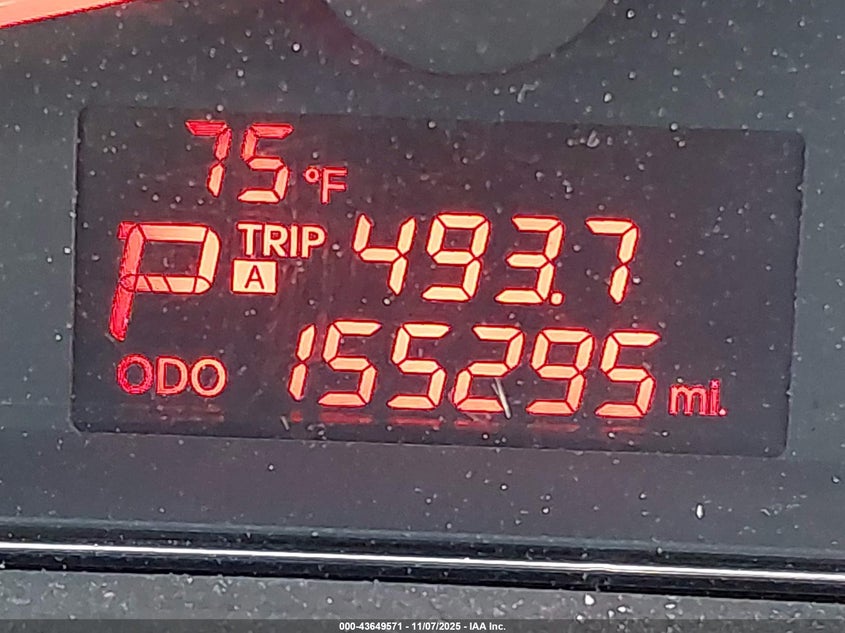 75 °F
P TRIP A 493.7
ODO 155295 mi.
000-43649571 - 11/07/2025 - IAA Inc.